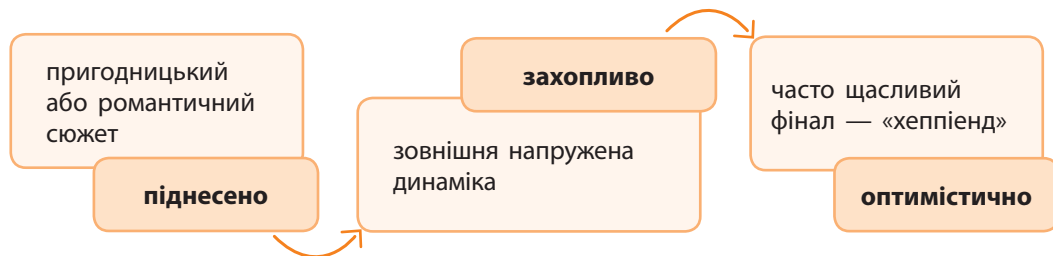 пригодницький
або романтичний
сюжет
піднесено
захопливо
зовнішня напружена
динаміка
часто щасливий
фінал — «хеппіенд»
оптимістично